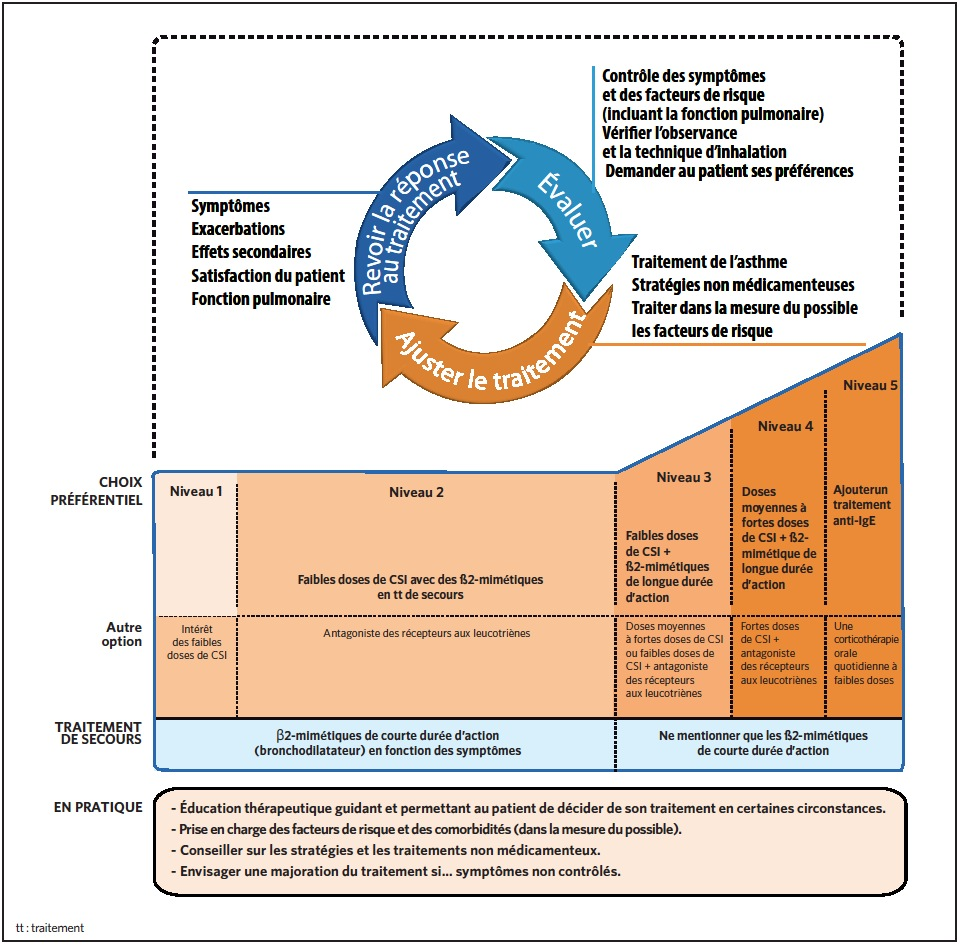 Contrôle des symptômes
et des facteurs de risque
(incluant la fonction pulmonaire)
Vérifier l'observance
et la technique d'inhalation
Demander au patient ses préférences
Revoir la réponse
au traitement
Évaluer
Ajuster le traitement
Symptômes
Exacerbations
Effets secondaires
Satisfaction du patient
Fonction pulmonaire
Traitement de l'asthme
Stratégies non médicamenteuses
Traiter dans la mesure du possible
les facteurs de risque
CHOIX
PRÉFÉRENTIEL
Niveau 1
Niveau 2
Faibles doses de CSI avec des ß2-mimétiques
en tt de secours
Niveau 3
Faibles doses
de CSI +
ß2-mimétiques
de longue durée
d'action
Niveau 4
Doses
moyennes à
fortes doses
de CSI + ß2-
mimétique de
longue durée
d'action
Niveau 5
Ajouterun
traitement
anti-IgE
Autre
option
Intérêt
des faibles
doses de CSI
Antagoniste des récepteurs aux leucotriènes
Doses moyennes
à fortes doses de CSI
ou faibles doses de
CSI + antagoniste
des récepteurs
aux leucotriènes
Fortes doses
de CSI +
antagoniste
des récepteurs
aux leucotriènes
Une
corticothérapie
orale
quotidienne à
faibles doses
TRAITEMENT
DE SECOURS
β2-mimétiques de courte durée d'action
(bronchodilatateur) en fonction des symptômes
Ne mentionner que les ß2-mimétiques
de courte durée d'action
EN PRATIQUE
- Éducation thérapeutique guidant et permettant au patient de décider de son traitement en certaines circonstances.
- Prise en charge des facteurs de risque et des comorbidités (dans la mesure du possible).
- Conseiller sur les stratégies et les traitements non médicamenteux.
- Envisager une majoration du traitement si... symptômes non contrôlés.
tt : traitement